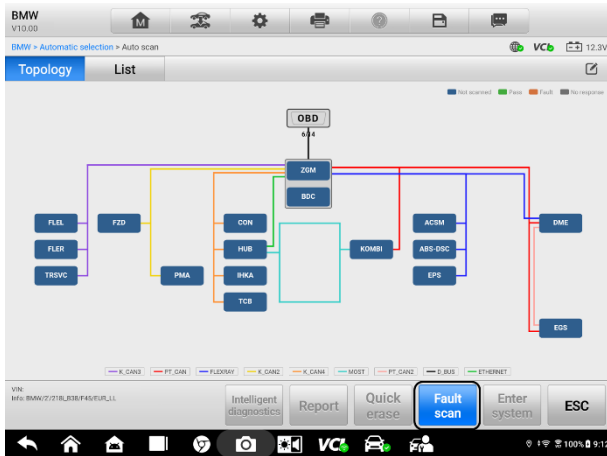 BMW
V10.00
M
?
BMW > Automatic selection > Auto scan
VCI
12.3V
Topology
List
Not scanned
Pass
Fault
No response
OBD
6/14
ZGM
BDC
FLEL
FZD
CON
ACSM
DME
FLER
HUB
KOMBI
ABS-DSC
TRSVC
PMA
IHKA
EPS
TCB
EGS
K_CAN3
PT_CAN
FLEXRAY
K_CAN2
K_CAN4
MOST
PT_CAN2
D_BUS
ETHERNET
VIN:
Info: BMW/2'/218i_B38/F45/EUR_LL
Intelligent
diagnostics
Report
Quick
erase
Fault
scan
Enter
system
ESC
VCI
100%
9:12